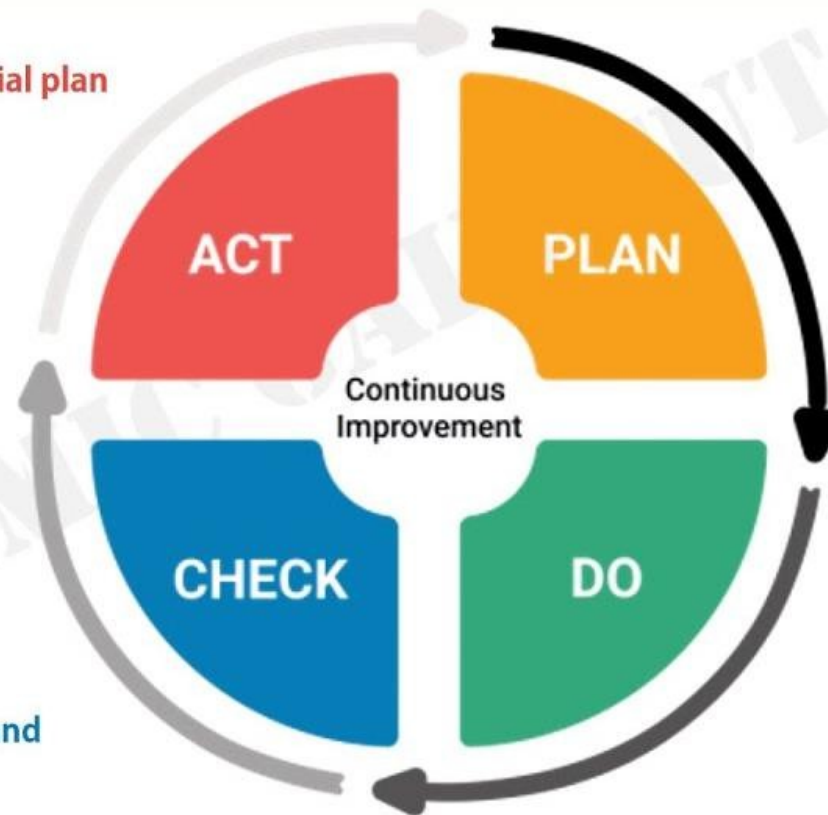 ial plan
ACT
PLAN
Continuous
Improvement
CHECK
DO
nd